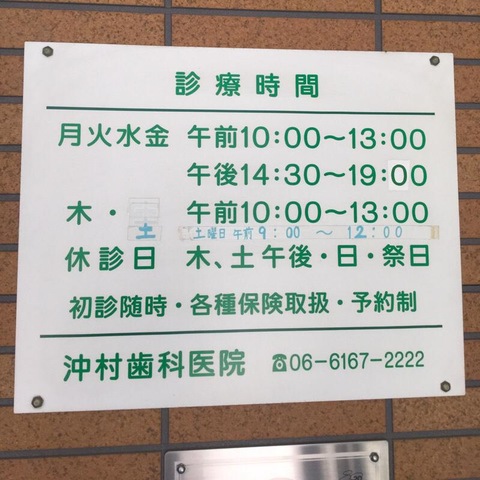 診療時間
月火水金 午前10:00～13:00
午後14:30～19:00
木・ 午前10:00～13:00
土 土曜日 午前 9:00 ～ 12:00
休診日 木、土午後・日・祭日
初診随時・各種保険取扱・予約制
沖村歯科医院 ☎06-6167-2222